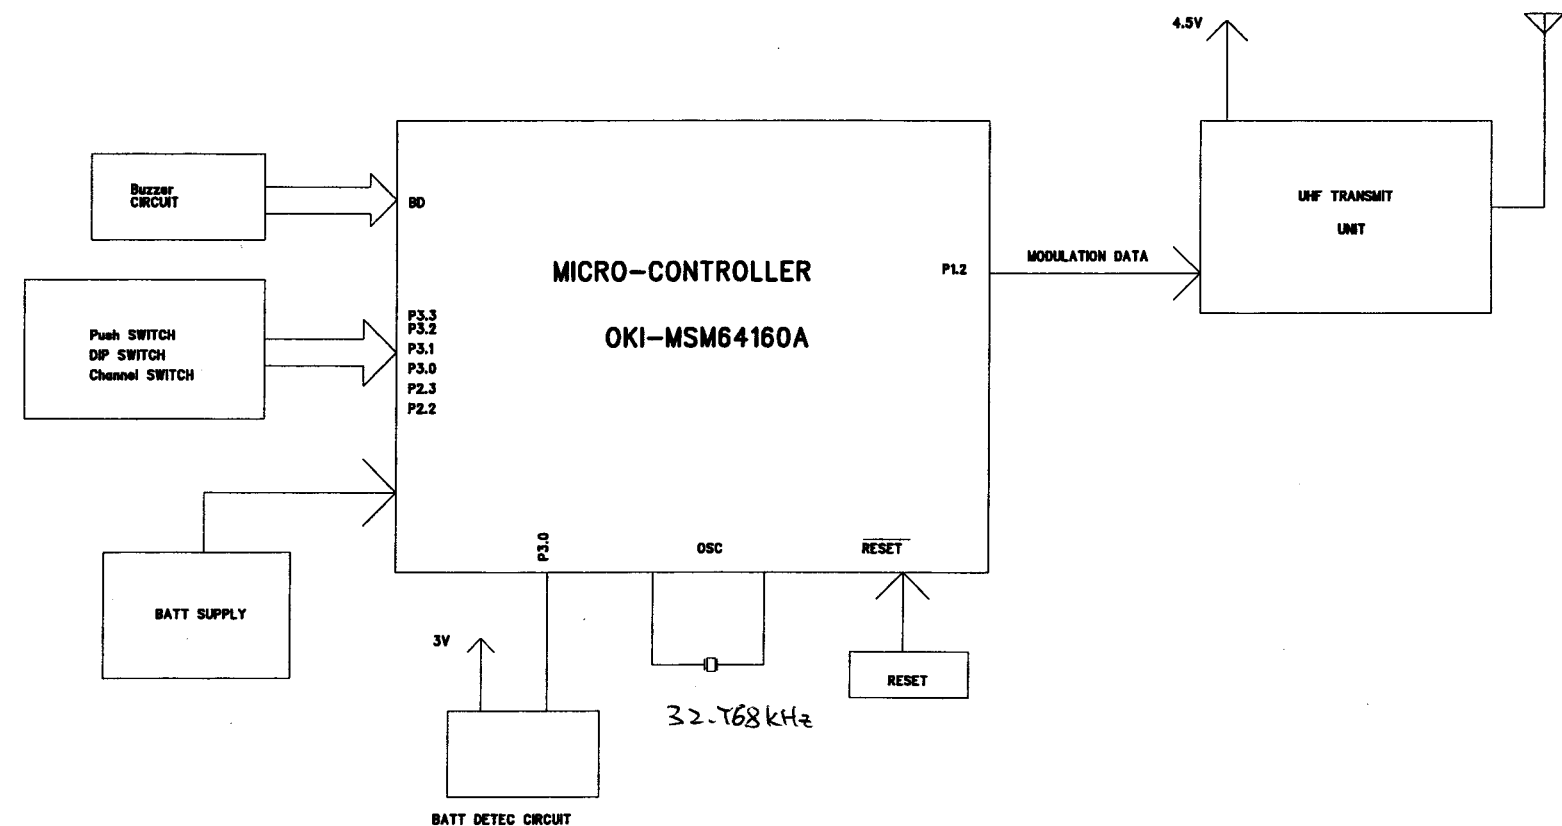 4.5V
Buzzer
CIRCUIT
BD
UHF TRANSMIT
UNIT
MICRO-CONTROLLER
OKI-MSM64160A
P1.2
MODULATION DATA
Push SWITCH
DIP SWITCH
Channel SWITCH
P3.3
P3.2
P3.1
P3.0
P2.3
P2.2
P3.0
OSC
RESET
BATT SUPPLY
3V
RESET
32.768kHz
BATT DETEC CIRCUIT